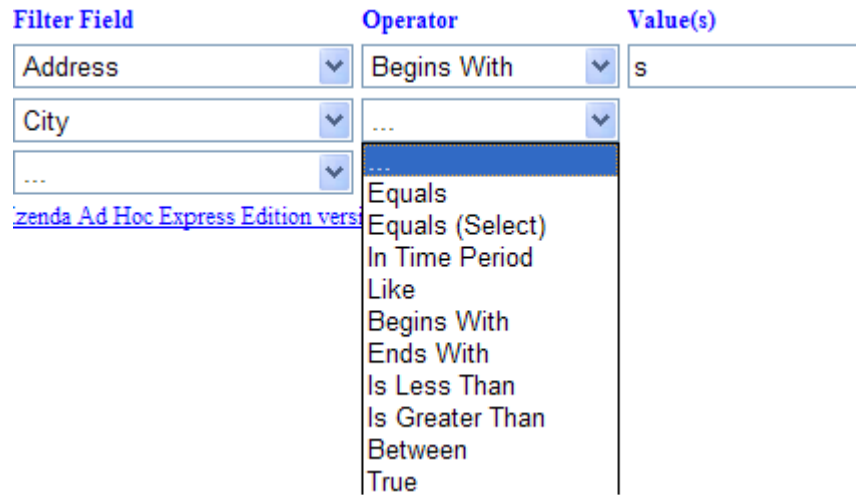 Filter Field Operator Value(s)
Address Begins With s
City ...
... ...
Equals
zenda Ad Hoc Express Edition versi Equals (Select)
In Time Period
Like
Begins With
Ends With
Is Less Than
Is Greater Than
Between
True